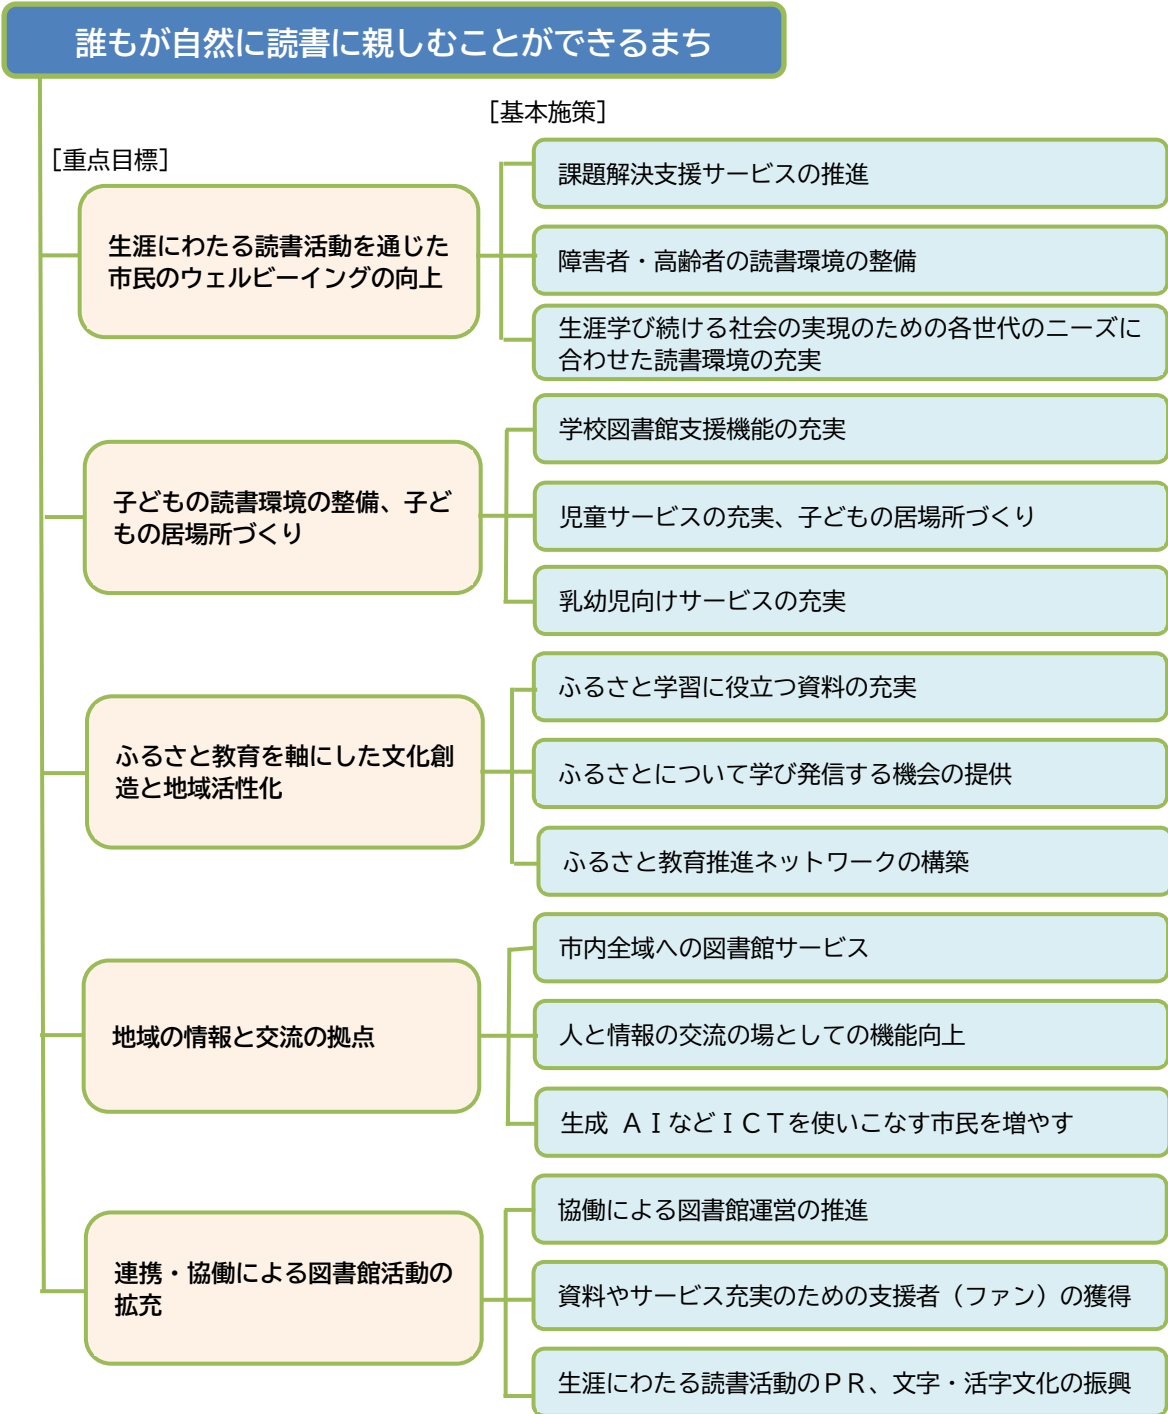 誰もが自然に読書に親しむことができるまち
［基本施策］
［重点目標］
生涯にわたる読書活動を通じた
市民のウェルビーイングの向上
課題解決支援サービスの推進
障害者・高齢者の読書環境の整備
生涯学び続ける社会の実現のための各世代のニーズに
合わせた読書環境の充実
子どもの読書環境の整備、子ど
もの居場所づくり
学校図書館支援機能の充実
児童サービスの充実、子どもの居場所づくり
乳幼児向けサービスの充実
ふるさと教育を軸にした文化創
造と地域活性化
ふるさと学習に役立つ資料の充実
ふるさとについて学び発信する機会の提供
ふるさと教育推進ネットワークの構築
地域の情報と交流の拠点
市内全域への図書館サービス
人と情報の交流の場としての機能向上
生成 ＡＩなどＩＣＴを使いこなす市民を増やす
連携・協働による図書館活動の
拡充
協働による図書館運営の推進
資料やサービス充実のための支援者（ファン）の獲得
生涯にわたる読書活動のＰＲ、文字・活字文化の振興